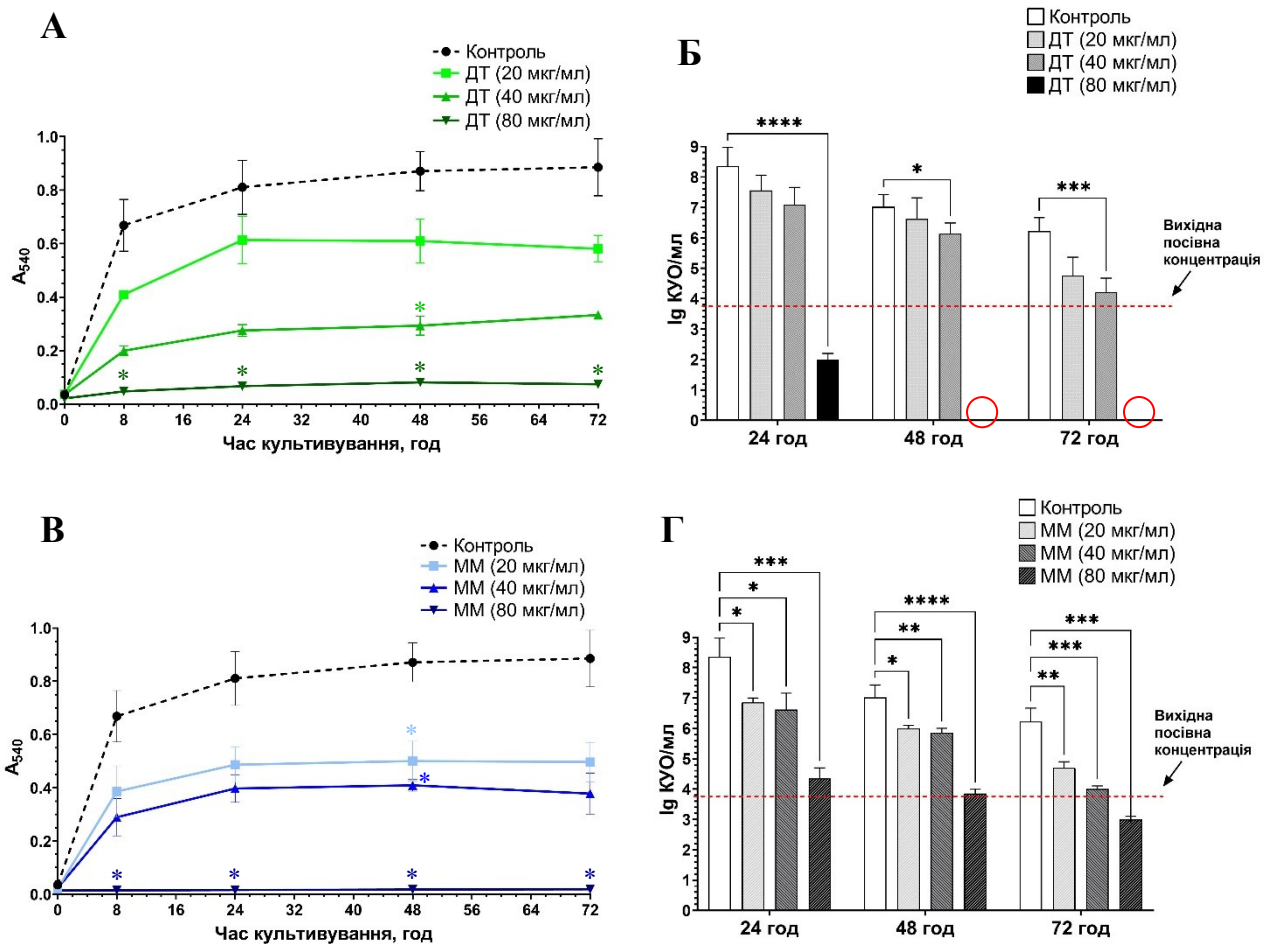 А
Контроль
ДТ (20 мкг/мл)
ДТ (40 мкг/мл)
ДТ (80 мкг/мл)
1.0
0.8
0.6
0.4
0.2
0.0
A540
*
*
*
*
*
0 8 16 24 32 40 48 56 64 72
Час культивування, год
Б
Контроль
ДТ (20 мкг/мл)
ДТ (40 мкг/мл)
ДТ (80 мкг/мл)
****
*
***
9
8
7
6
5
4
3
2
1
0
lg КУО/мл
Вихідна
посівна
концентрація
24 год 48 год 72 год
В
Контроль
ММ (20 мкг/мл)
ММ (40 мкг/мл)
ММ (80 мкг/мл)
1.0
0.8
0.6
0.4
0.2
0.0
A540
*
*
*
*
*
*
0 8 16 24 32 40 48 56 64 72
Час культивування, год
Г
Контроль
ММ (20 мкг/мл)
ММ (40 мкг/мл)
ММ (80 мкг/мл)
***
*
*
****
**
*
***
***
**
9
8
7
6
5
4
3
2
1
0
lg КУО/мл
Вихідна
посівна
концентрація
24 год 48 год 72 год